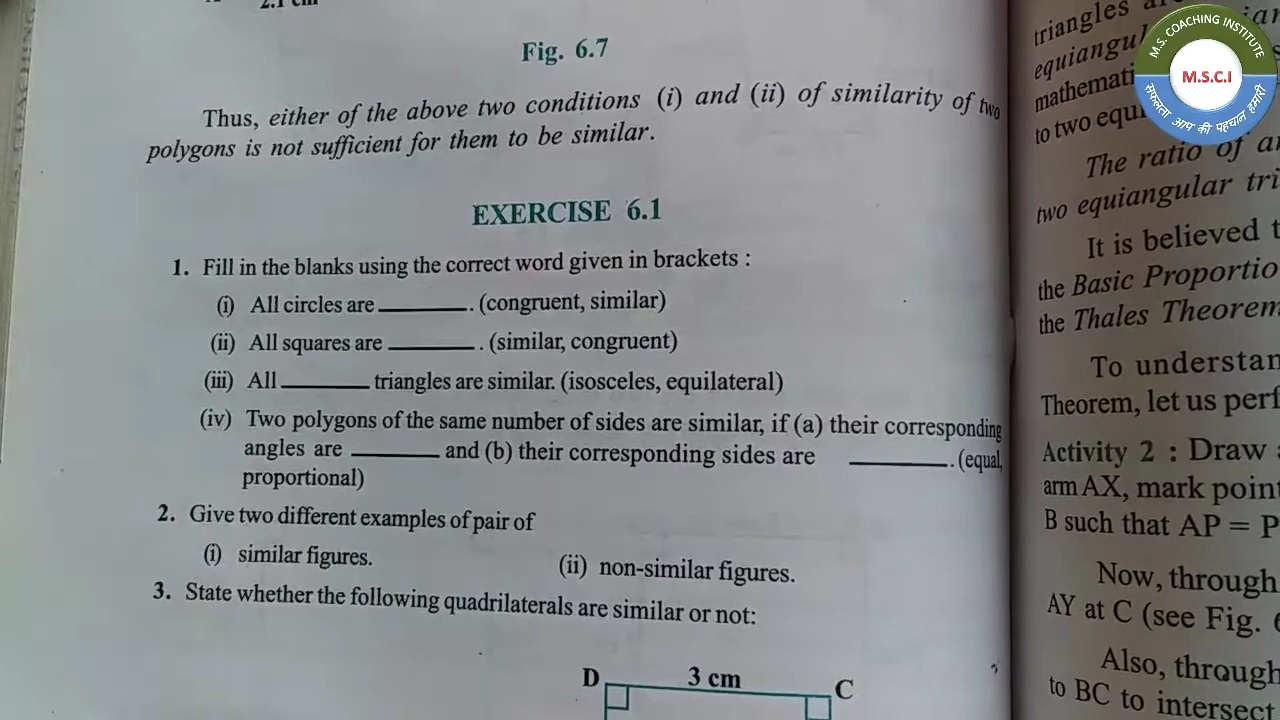 2.1 cm
Fig. 6.7
Thus, either of the above two conditions (i) and (ii) of similarity of two
polygons is not sufficient for them to be similar.
EXERCISE 6.1
1. Fill in the blanks using the correct word given in brackets :
(i) All circles are ________. (congruent, similar)
(ii) All squares are ________. (similar, congruent)
(iii) All ________ triangles are similar. (isosceles, equilateral)
(iv) Two polygons of the same number of sides are similar, if (a) their corresponding
angles are ________ and (b) their corresponding sides are ________. (equal,
proportional)
2. Give two different examples of pair of
(i) similar figures. (ii) non-similar figures.
3. State whether the following quadrilaterals are similar or not:
D 3 cm C
triangles
equiangul
mathemati
to two equi
The ratio of
two equiangular tri
It is believed
the Basic Proportio
the Thales Theorem
To understan
Theorem, let us perf
Activity 2 : Draw
arm AX, mark point
B such that AP = P
Now, through
AY at C (see Fig. 6
Also, through
to BC to intersect
M.S. COACHING INSTITUTE
M.S.C.I
सफलता आप की पहचान हमारी